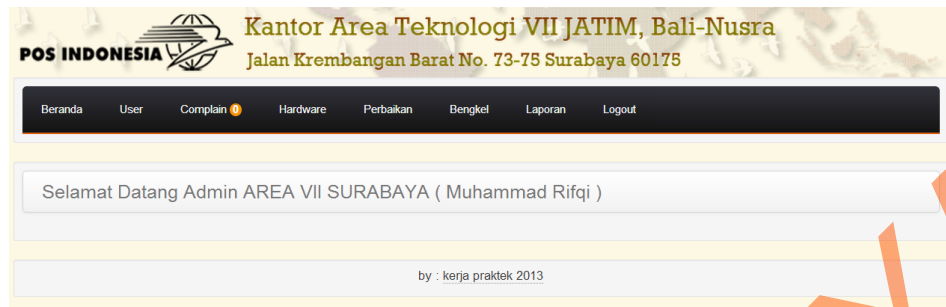 POS INDONESIA
Kantor Area Teknologi VII JATIM, Bali-Nusra
Jalan Krembangan Barat No. 73-75 Surabaya 60175
Beranda User Complain 0 Hardware Perbaikan Bengkel Laporan Logout
Selamat Datang Admin AREA VII SURABAYA ( Muhammad Rifqi )
by : kerja praktek 2013